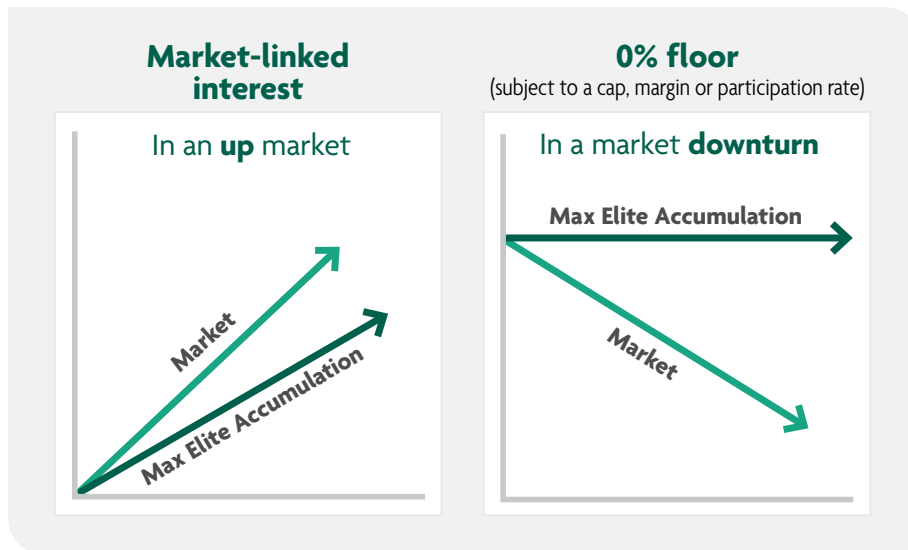 Market-linked
interest
In an up market
Market
Max Elite Accumulation
0% floor
(subject to a cap, margin or participation rate)
In a market downturn
Max Elite Accumulation
Market